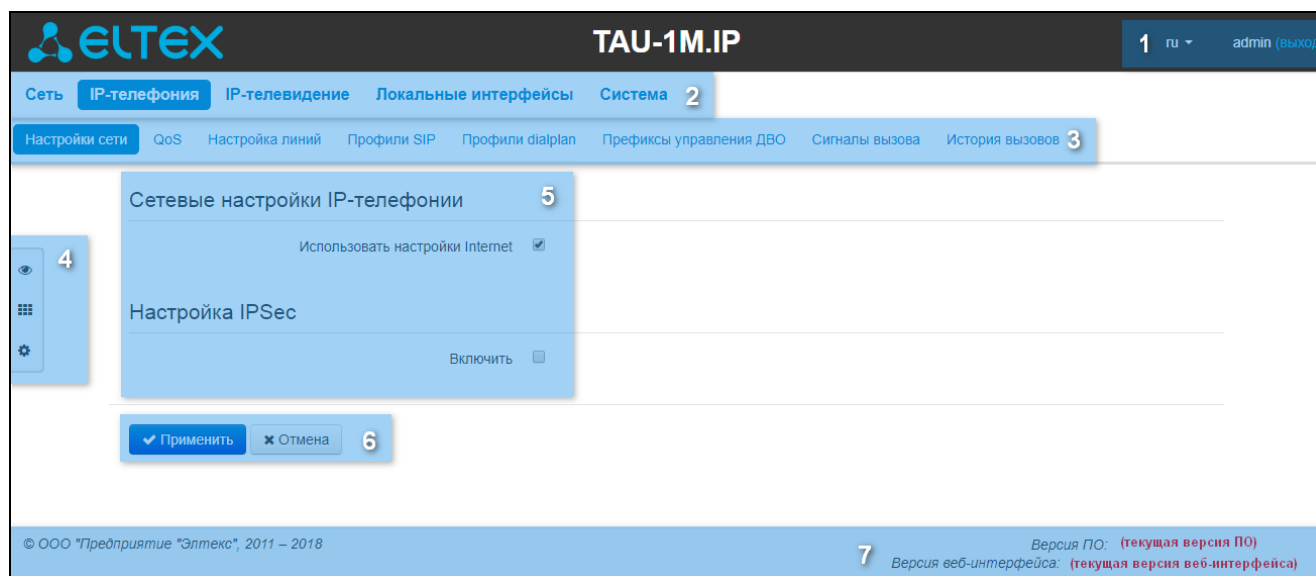 ELTEX
TAU-1M.IP
1 ru admin (выход
Сеть IP-телефония IP-телевидение Локальные интерфейсы Система 2
Настройки сети QoS Настройка линий Профили SIP Профили dialplan Префиксы управления ДВО Сигналы вызова История вызовов 3
Сетевые настройки IP-телефонии 5
Использовать настройки Internet
4
Настройка IPSec
Включить
Применить Отмена 6
© ООО "Предприятие "Элтекс", 2011 – 2018
7
Версия ПО: (текущая версия ПО)
Версия веб-интерфейса: (текущая версия веб-интерфейса)